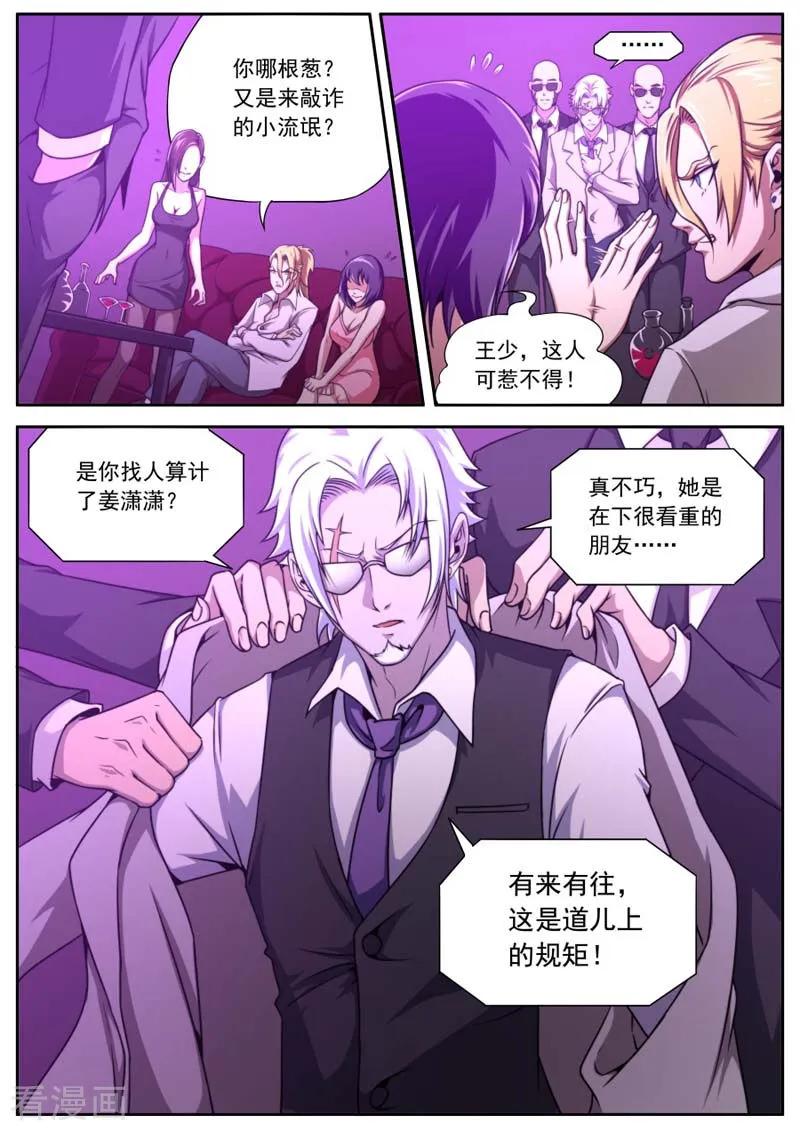 你哪根葱?
又是来敲诈
的小流氓?
······
王少，这人
可惹不得!
是你找人算计
了姜潇潇?
真不巧，她是
在下很看重的
朋友······
有来有往，
这是道儿上
的规矩!
看漫画